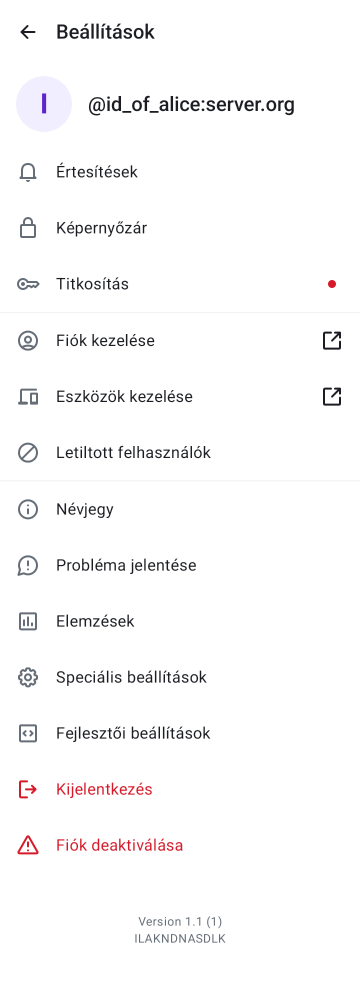 Beállítások
I
@id_of_alice:server.org
Értesítések
Képernyőzár
Titkosítás
Fiók kezelése
Eszközök kezelése
Letiltott felhasználók
Névjegy
Probléma jelentése
Elemzések
Speciális beállítások
Fejlesztői beállítások
Kijelentkezés
Fiók deaktiválása
Version 1.1 (1)
ILAKNDNASDLK